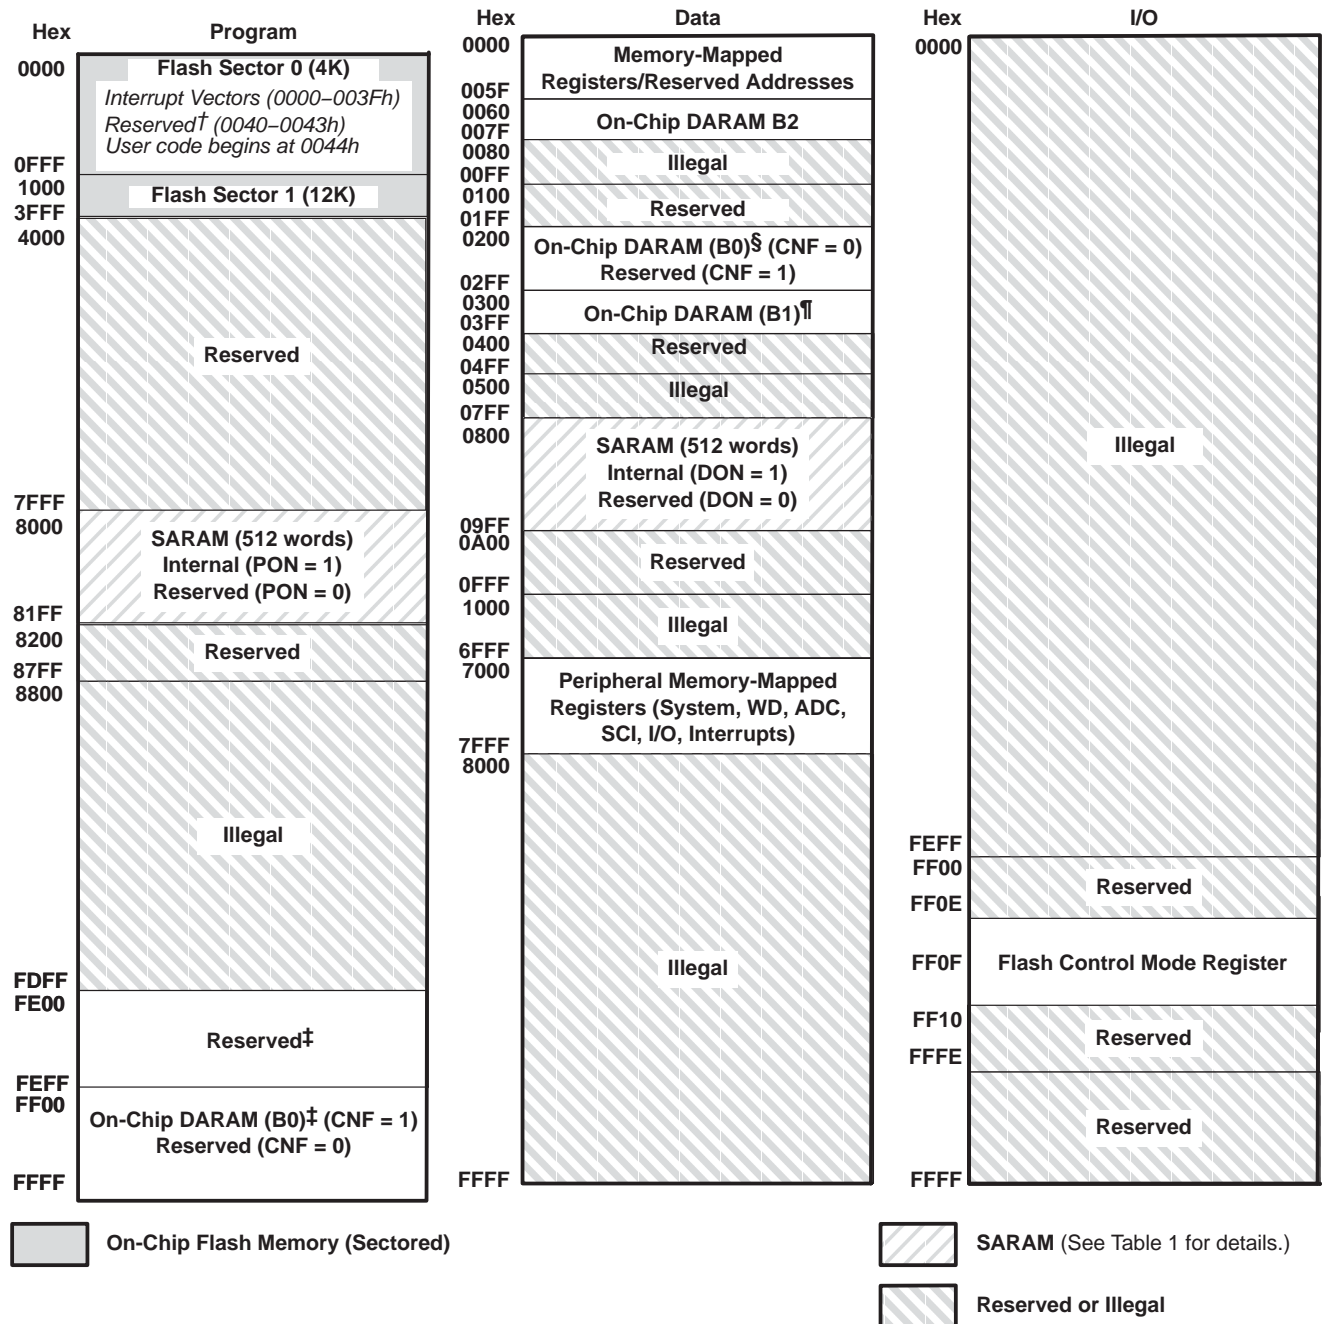 Hex Program
0000
Flash Sector 0 (4K)
Interrupt Vectors (0000–003Fh)
Reserved† (0040–0043h)
User code begins at 0044h
0FFF
1000
Flash Sector 1 (12K)
3FFF
4000
Reserved
7FFF
8000
SARAM (512 words)
Internal (PON = 1)
Reserved (PON = 0)
81FF
8200
Reserved
87FF
8800
Illegal
FDFF
FE00
Reserved‡
FEFF
FF00
On-Chip DARAM (B0)‡ (CNF = 1)
Reserved (CNF = 0)
FFFF
Hex Data
0000
Memory-Mapped
Registers/Reserved Addresses
005F
0060
On-Chip DARAM B2
007F
0080
Illegal
00FF
0100
Reserved
01FF
0200
On-Chip DARAM (B0)§ (CNF = 0)
Reserved (CNF = 1)
02FF
0300
On-Chip DARAM (B1)¶
03FF
0400
Reserved
04FF
0500
Illegal
07FF
0800
SARAM (512 words)
Internal (DON = 1)
Reserved (DON = 0)
09FF
0A00
Reserved
0FFF
1000
Illegal
6FFF
7000
Peripheral Memory-Mapped
Registers (System, WD, ADC,
SCI, I/O, Interrupts)
7FFF
8000
Illegal
FFFF
Hex I/O
0000
Illegal
FEFF
FF00
Reserved
FF0E
FF0F
Flash Control Mode Register
FF10
Reserved
FFFE
Reserved
FFFF
On-Chip Flash Memory (Sectored)
SARAM (See Table 1 for details.)
Reserved or Illegal